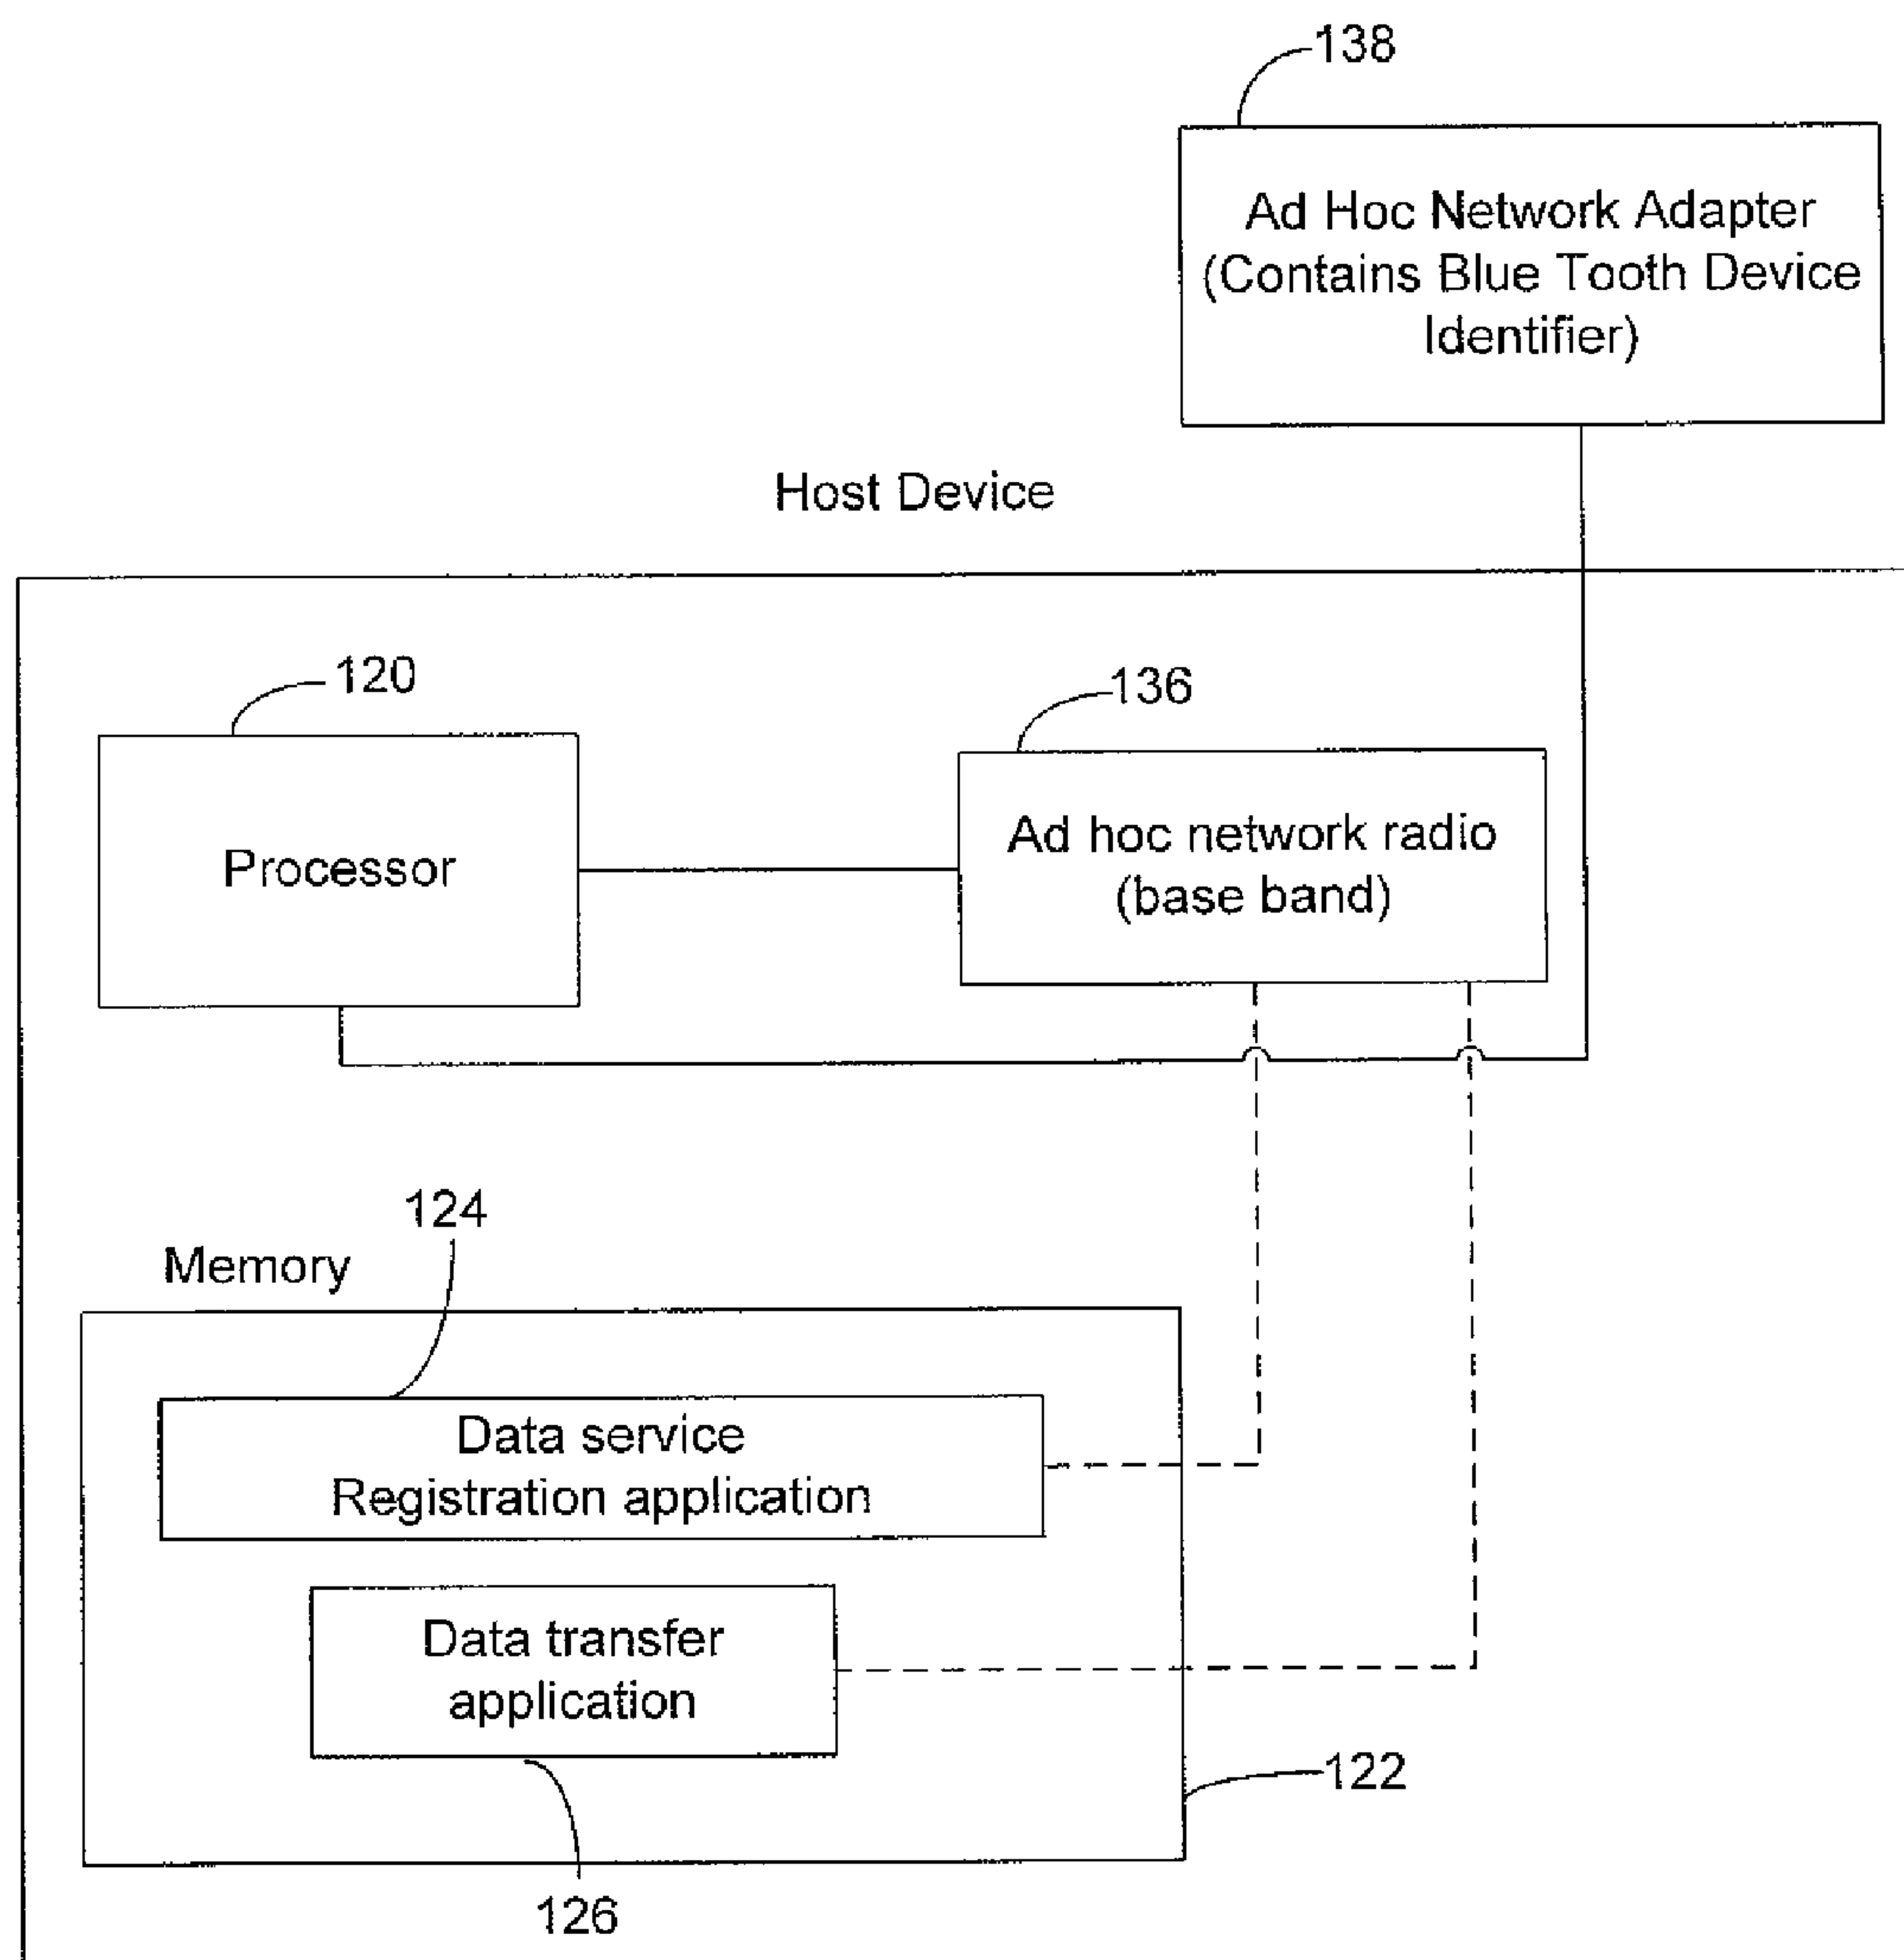 138
Ad Hoc Network Adapter
(Contains Blue Tooth Device
Identifier)
Host Device
120
136
Processor
Ad hoc network radio
(base band)
124
Memory
Data service
Registration application
Data transfer
application
122
126